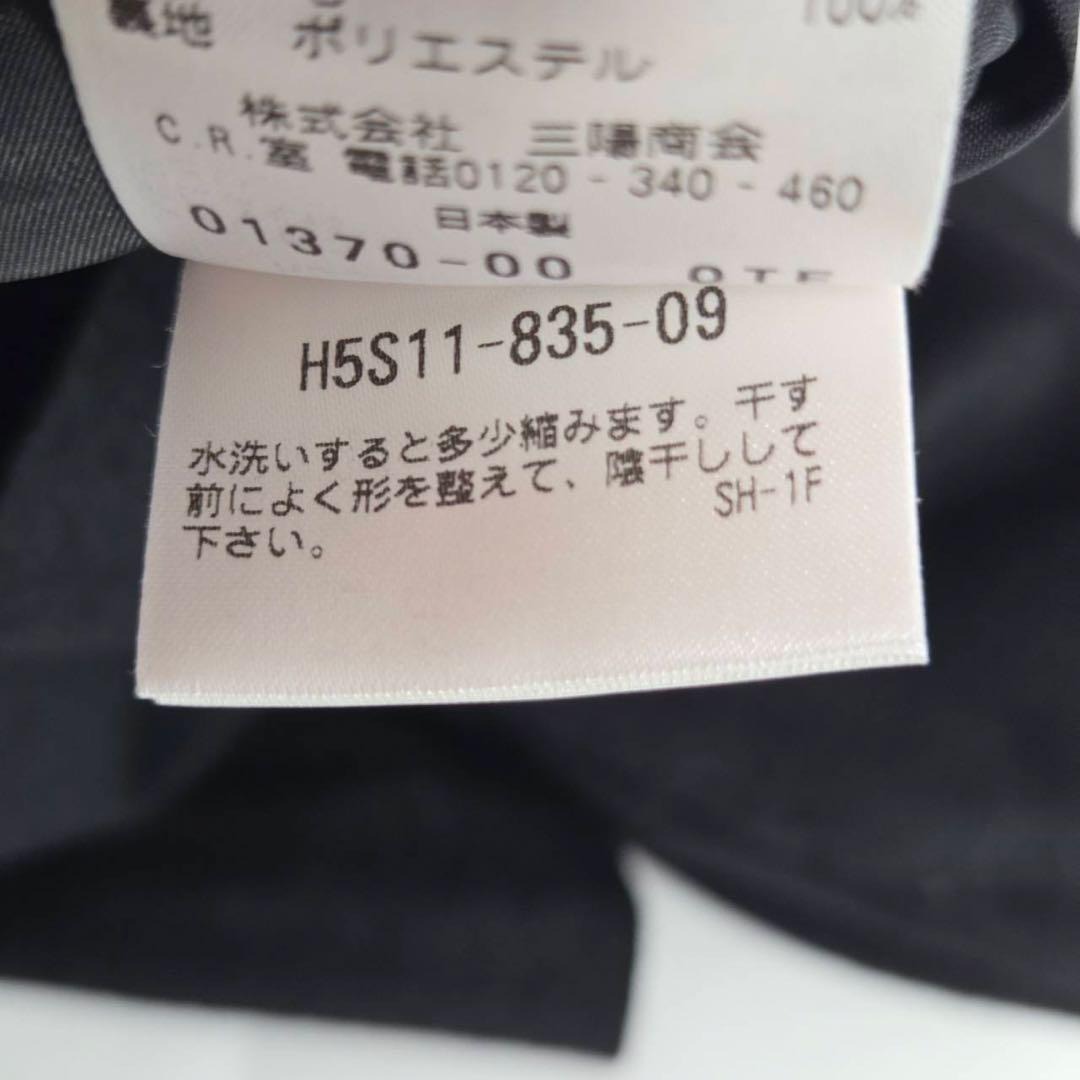 裏地 ポリエステル 100%
株式会社 三陽商会
C.R.室 電話0120-340-460
日本製
01370-00
H5S11-835-09
水洗いすると多少縮みます。干す
前によく形を整えて、陰干しして
下さい。
SH-1F